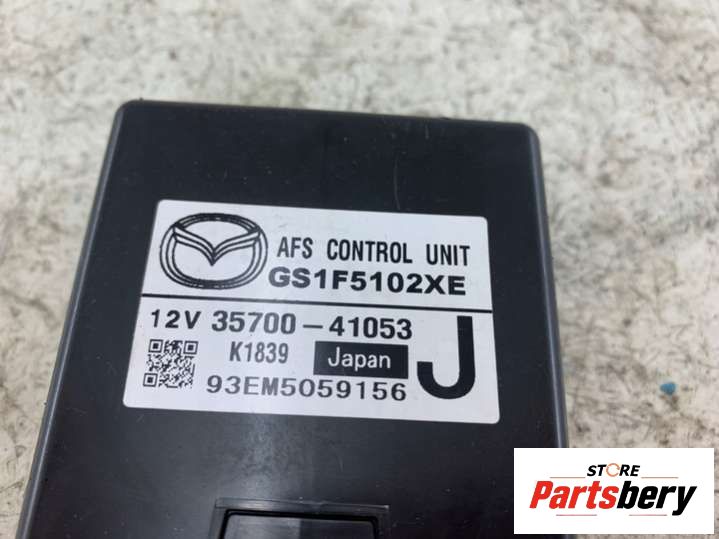 AFS CONTROL UNIT
GS1F5102XE
12V 35700-41053
K1839 Japan J
93EM5059156
STORE
Partsbery